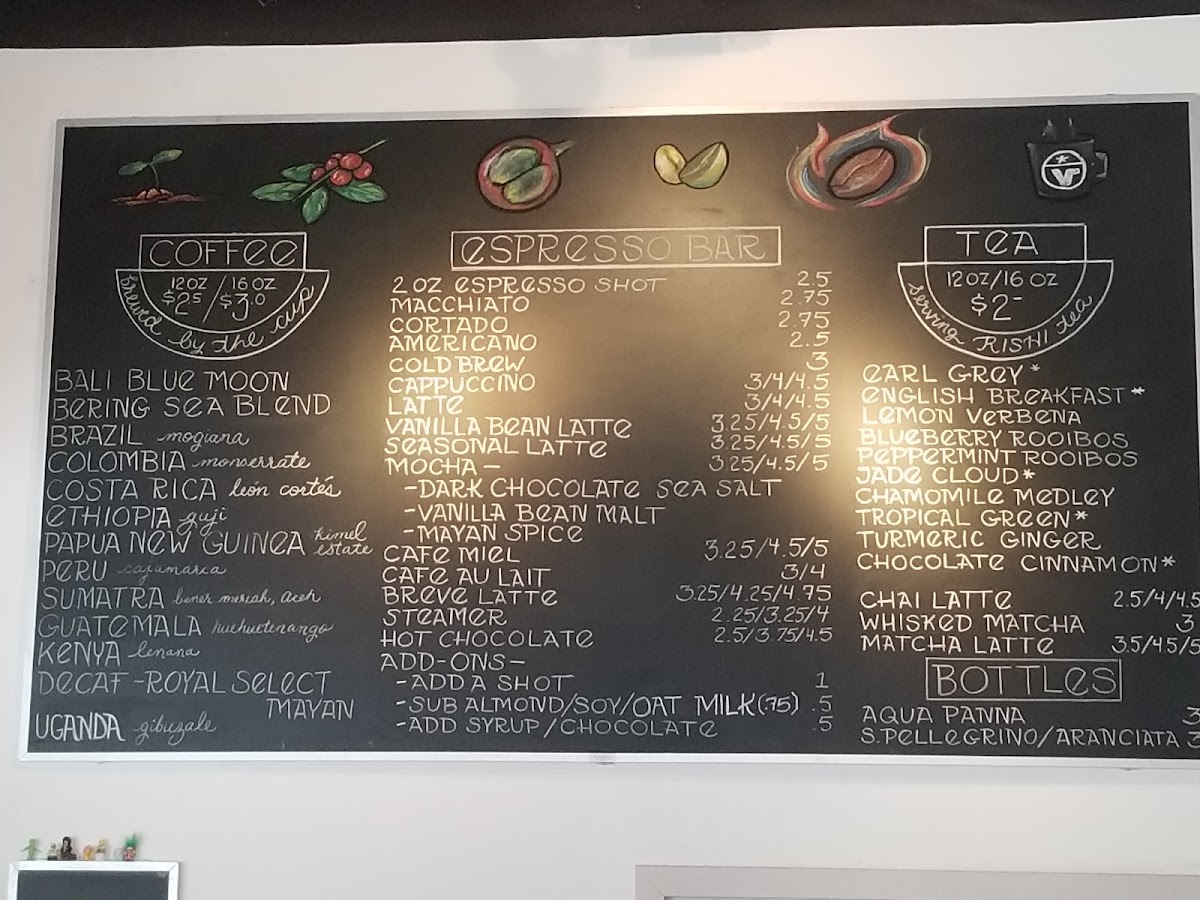 COFFEE
12 OZ / 16 OZ
$2.5 / $3.0
brewed by the cup
BALI BLUE MOON
BERING SEA BLEND
BRAZIL mogiana
COLOMBIA monserrate
COSTA RICA león cortés
ETHIOPIA guji
PAPUA NEW GUINEA kimel estate
PERU cajamarca
SUMATRA bener meriah, aceh
GUATEMALA huehuetenango
KENYA lenana
DECAF - ROYAL SELECT
MAYAN
UGANDA gibuzale
ESPRESSO BAR
2 OZ ESPRESSO SHOT 2.5
MACCHIATO 2.75
CORTADO 2.75
AMERICANO 2.5
COLD BREW 3
CAPPUCCINO 3/4/4.5
LATTE 3/4/4.5
VANILLA BEAN LATTE 3.25/4.5/5
SEASONAL LATTE 3.25/4.5/5
MOCHA — 3.25/4.5/5
-DARK CHOCOLATE SEA SALT
-VANILLA BEAN MALT
-MAYAN SPICE
CAFE MIEL 3.25/4.5/5
CAFE AU LAIT 3/4
BREVE LATTE 3.25/4.25/4.75
STEAMER 2.25/3.25/4
HOT CHOCOLATE 2.5/3.75/4.5
ADD-ONS—
-ADD A SHOT 1
-SUB ALMOND/SOY/OAT MILK(.75) .5
-ADD SYRUP/CHOCOLATE .5
TEA
12 OZ/16 OZ
$2-
serving RISHI tea
EARL GREY*
ENGLISH BREAKFAST*
LEMON VERBENA
BLUEBERRY ROOIBOS
PEPPERMINT ROOIBOS
JADE CLOUD*
CHAMOMILE MEDLEY
TROPICAL GREEN*
TURMERIC GINGER
CHOCOLATE CINNAMON*
CHAI LATTE 2.5/4/4.5
WHISKED MATCHA 3
MATCHA LATTE 3.5/4.5/5
BOTTLES
AQUA PANNA 3
S.PELLEGRINO/ARANCIATA 3